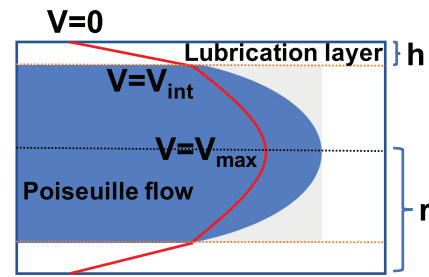 V=0
Lubrication layer
h
V=Vint
V=Vmax
Poiseuille flow
r